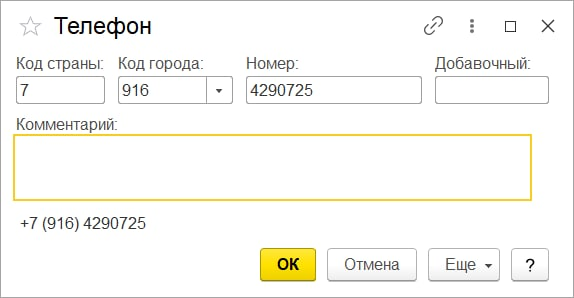 Телефон
Код страны: Код города: Номер: Добавочный:
7 916 4290725
Комментарий:
+7 (916) 4290725
ОК Отмена Еще ?